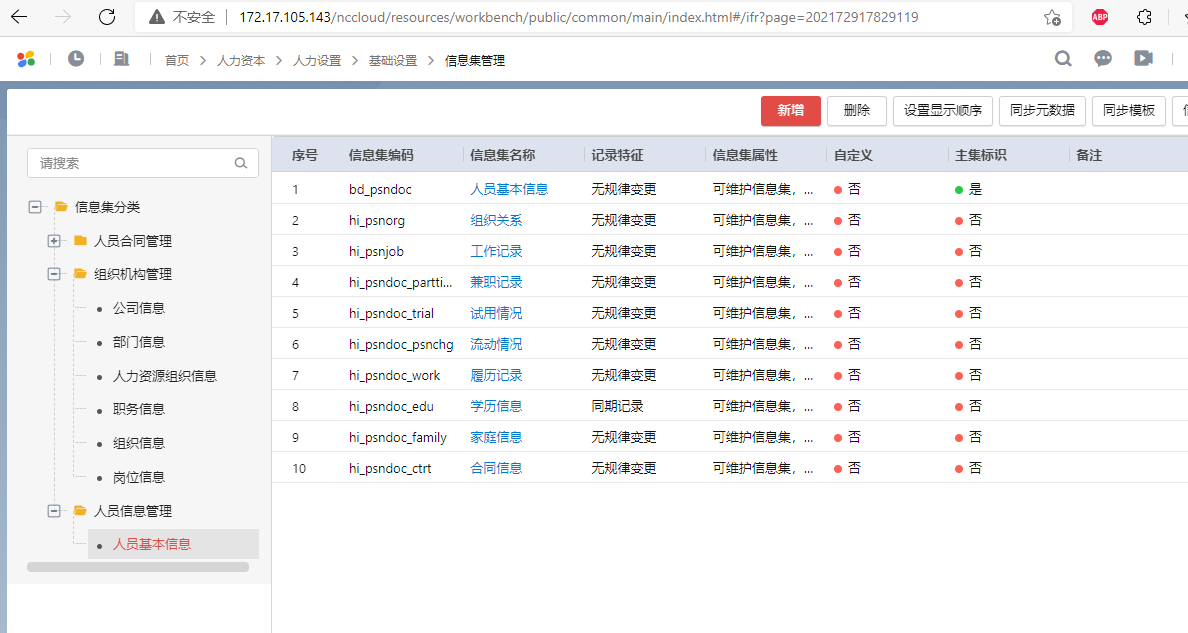 不安全 172.17.105.143/nccloud/resources/workbench/public/common/main/index.html#/ifr?page=202172917829119 ABP
首页 人力资本 人力设置 基础设置 信息集管理
新增 删除 设置显示顺序 同步元数据 同步模板
请搜索
信息集分类
人员合同管理
组织机构管理
公司信息
部门信息
人力资源组织信息
职务信息
组织信息
岗位信息
人员信息管理
人员基本信息
序号 信息集编码 信息集名称 记录特征 信息集属性 自定义 主集标识 备注
1 bd_psndoc 人员基本信息 无规律变更 可维护信息集，... 否 是
2 hi_psnorg 组织关系 无规律变更 可维护信息集，... 否 否
3 hi_psnjob 工作记录 无规律变更 可维护信息集，... 否 否
4 hi_psndoc_partti... 兼职记录 无规律变更 可维护信息集，... 否 否
5 hi_psndoc_trial 试用情况 无规律变更 可维护信息集，... 否 否
6 hi_psndoc_psnchg 流动情况 无规律变更 可维护信息集，... 否 否
7 hi_psndoc_work 履历记录 无规律变更 可维护信息集，... 否 否
8 hi_psndoc_edu 学历信息 同期记录 可维护信息集，... 否 否
9 hi_psndoc_family 家庭信息 无规律变更 可维护信息集，... 否 否
10 hi_psndoc_ctrt 合同信息 无规律变更 可维护信息集，... 否 否